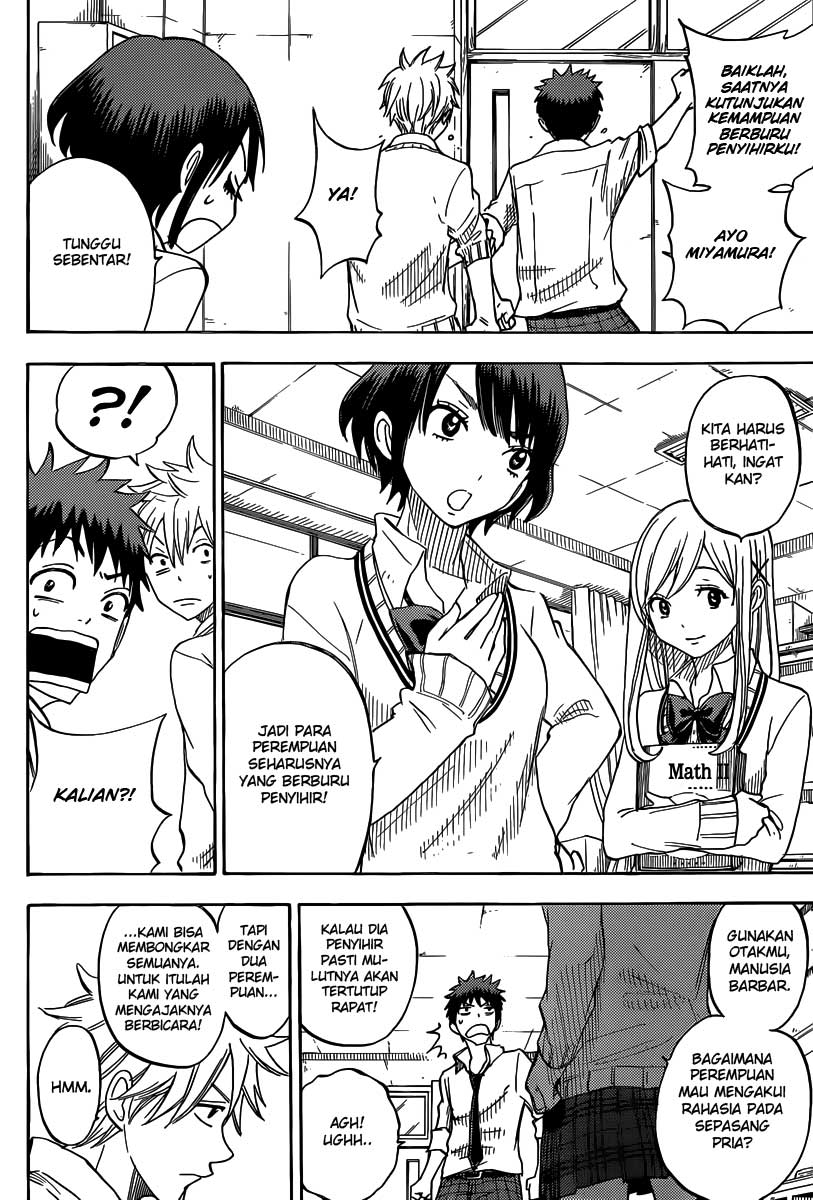 BAIKLAH,
SAATNYA
KUTUNJUKAN
KEMAMPUAN
BERBURU
PENYIHIRKU!
AYO
MIYAMURA!
YA!
TUNGGU
SEBENTAR!
KITA HARUS
BERHATI-
HATI, INGAT
KAN?
Math II
JADI PARA
PEREMPUAN
SEHARUSNYA
YANG BERBURU
PENYIHIR!
?!
KALIAN?!
GUNAKAN
OTAKMU,
MANUSIA
BARBAR.
BAGAIMANA
PEREMPUAN
MAU MENGAKUI
RAHASIA PADA
SEPASANG
PRIA?
KALAU DIA
PENYIHIR
PASTI MU-
LUTNYA AKAN
TERTUTUP
RAPAT!
AGH!
UGHH..
TAPI
DENGAN
DUA
PEREM-
PUAN...
...KAMI BISA
MEMBONGKAR
SEMUANYA.
UNTUK ITULAH
KAMI YANG
MENGAJAKNYA
BERBICARA!
HMM.